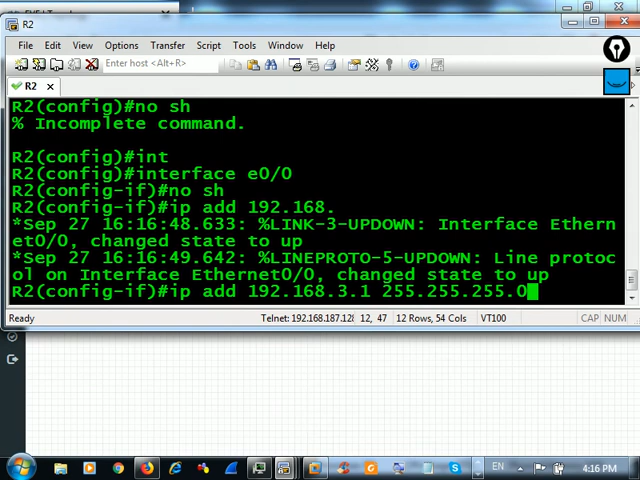 R2
File Edit View Options Transfer Script Tools Window Help
Enter host <Alt+R>
R2
R2(config)#no sh
% Incomplete command.
R2(config)#int
R2(config)#interface e0/0
R2(config-if)#no sh
R2(config-if)#ip add 192.168.
*Sep 27 16:16:48.633: %LINK-3-UPDOWN: Interface Ethern
et0/0, changed state to up
*Sep 27 16:16:49.642: %LINEPROTO-5-UPDOWN: Line protoc
ol on Interface Ethernet0/0, changed state to up
R2(config-if)#ip add 192.168.3.1 255.255.255.0
Ready Telnet: 192.168.187.128 12, 47 12 Rows, 54 Cols VT100 CAP NUM
EN 4:16 PM